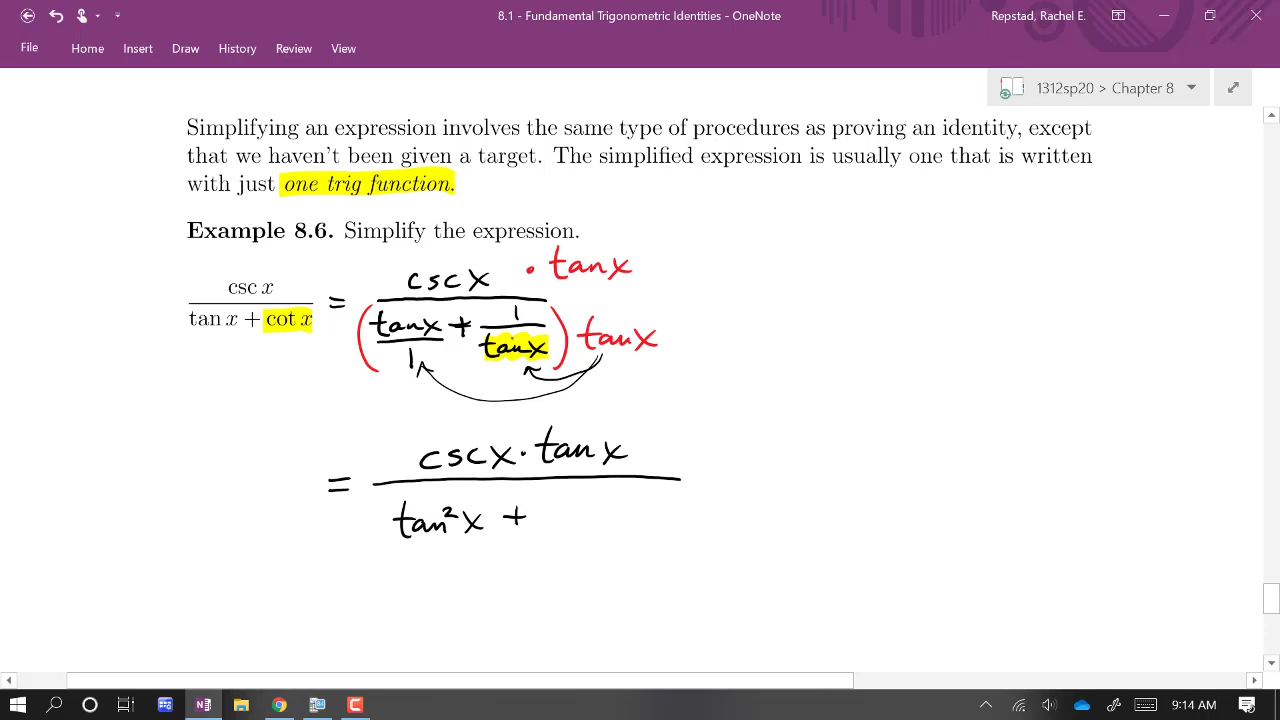 8.1 - Fundamental Trigonometric Identities - OneNote
Repstad, Rachel E.
File Home Insert Draw History Review View
1312sp20 > Chapter 8
Simplifying an expression involves the same type of procedures as proving an identity, except
that we haven't been given a target. The simplified expression is usually one that is written
with just one trig function.
Example 8.6. Simplify the expression.
csc x
tan x + cot x
=
csc x · tan x
(tan x / 1 + 1 / tan x) tan x
=
csc x · tan x
tan² x +
9:14 AM